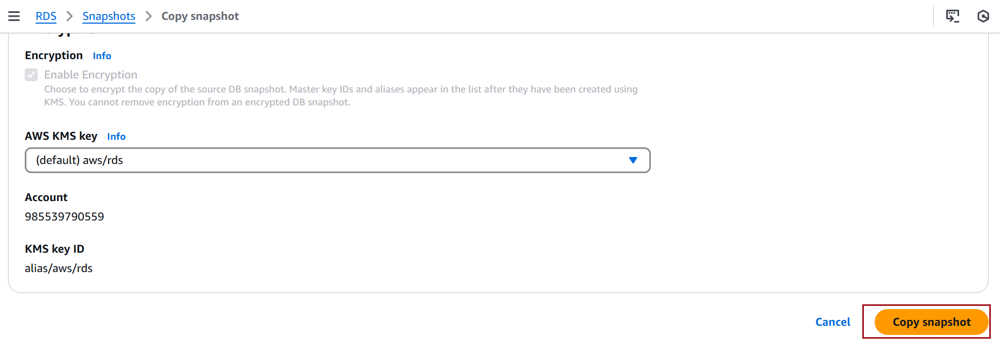 RDS > Snapshots > Copy snapshot
Encryption Info
Enable Encryption
Choose to encrypt the copy of the source DB snapshot. Master key IDs and aliases appear in the list after they have been created using
KMS. You cannot remove encryption from an encrypted DB snapshot.
AWS KMS key Info
(default) aws/rds
Account
985539790559
KMS key ID
alias/aws/rds
Cancel Copy snapshot